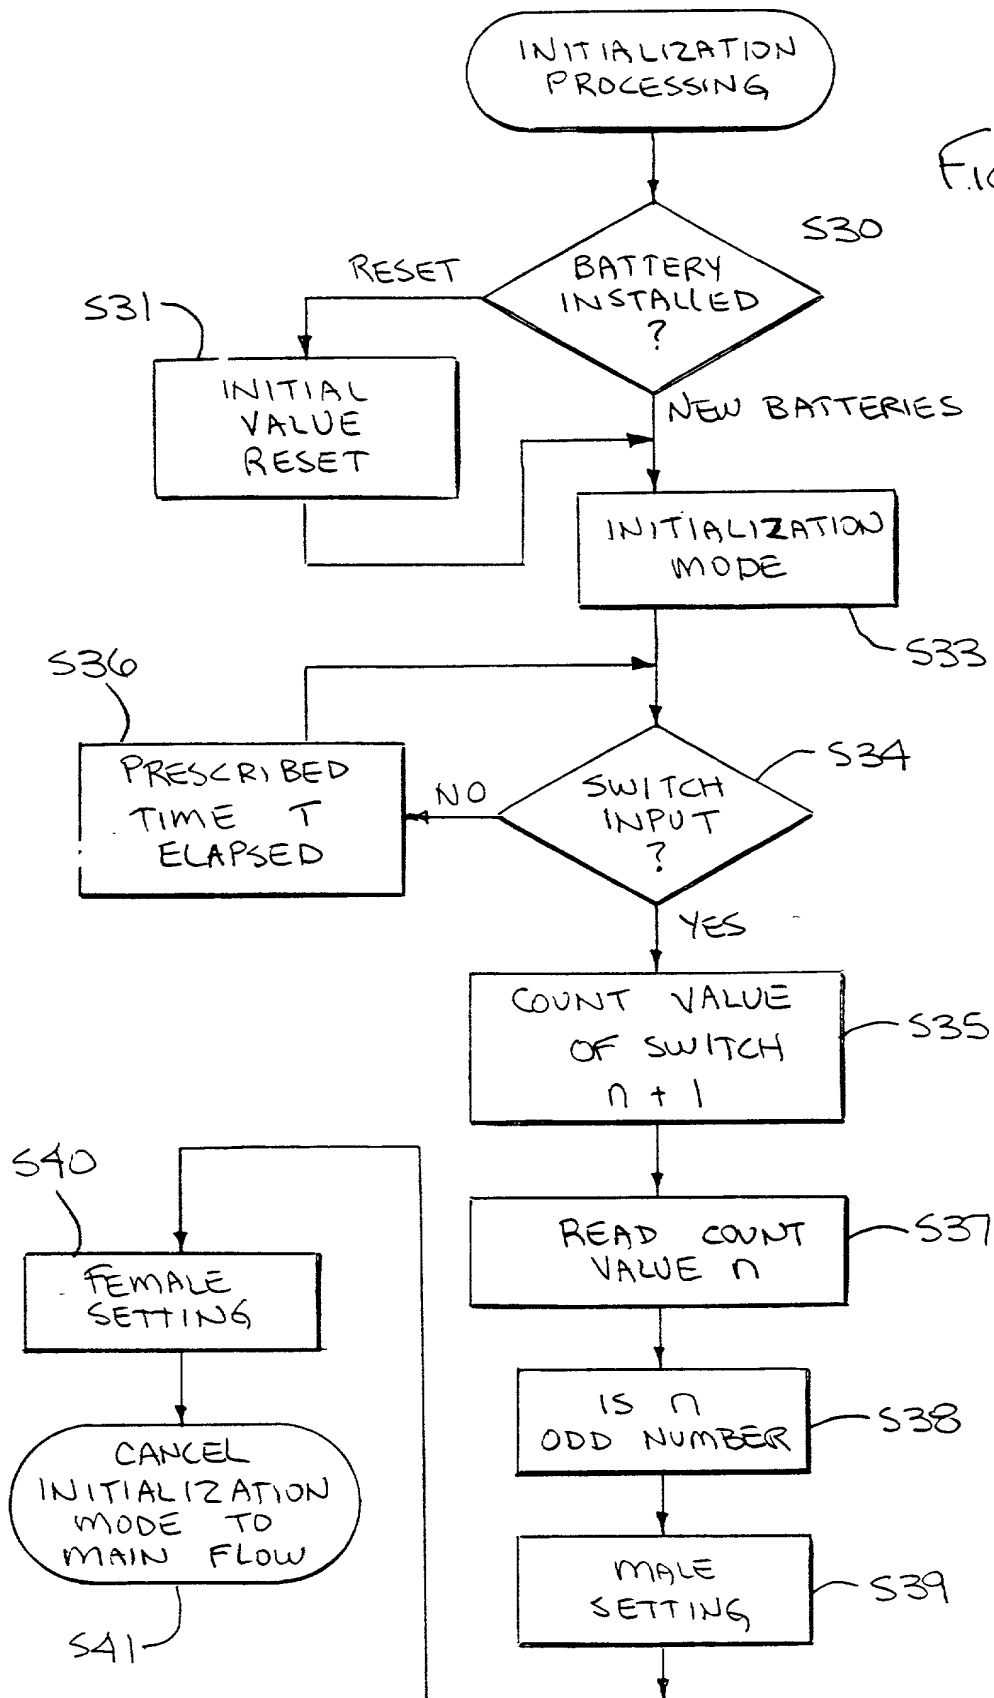 INITIALIZATION
PROCESSING
S30
RESET
BATTERY
INSTALLED
?
S31
INITIAL
VALUE
RESET
NEW BATTERIES
INITIALIZATION
MODE
S33
S36
PRESCRIBED
TIME T
ELAPSED
NO
S34
SWITCH
INPUT
?
YES
COUNT VALUE
OF SWITCH
n + 1
S35
S40
READ COUNT
VALUE n
S37
FEMALE
SETTING
IS n
ODD NUMBER
S38
CANCEL
INITIALIZATION
MODE TO
MAIN FLOW
S41
MALE
SETTING
S39